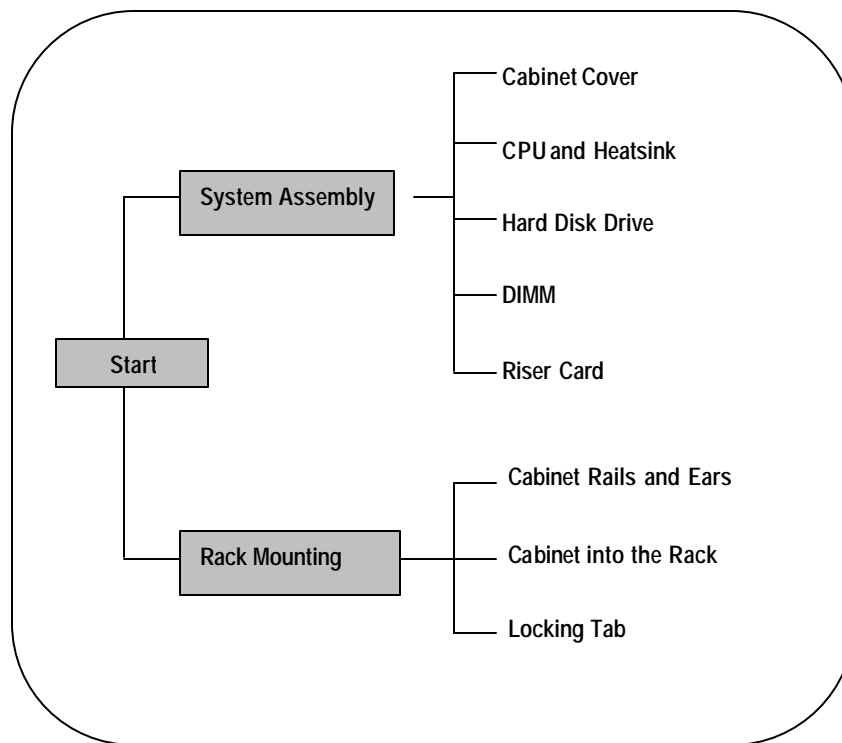 Cabinet Cover
CPU and Heatsink
System Assembly
Hard Disk Drive
DIMM
Start
Riser Card
Cabinet Rails and Ears
Rack Mounting
Cabinet into the Rack
Locking Tab